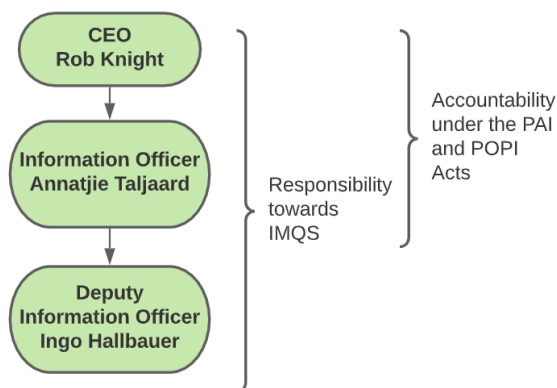 CEO
Rob Knight
Information Officer
Annatjie Taljaard
Deputy
Information Officer
Ingo Hallbauer
Responsibility
towards
IMQS
Accountability
under the PAI
and POPI
Acts